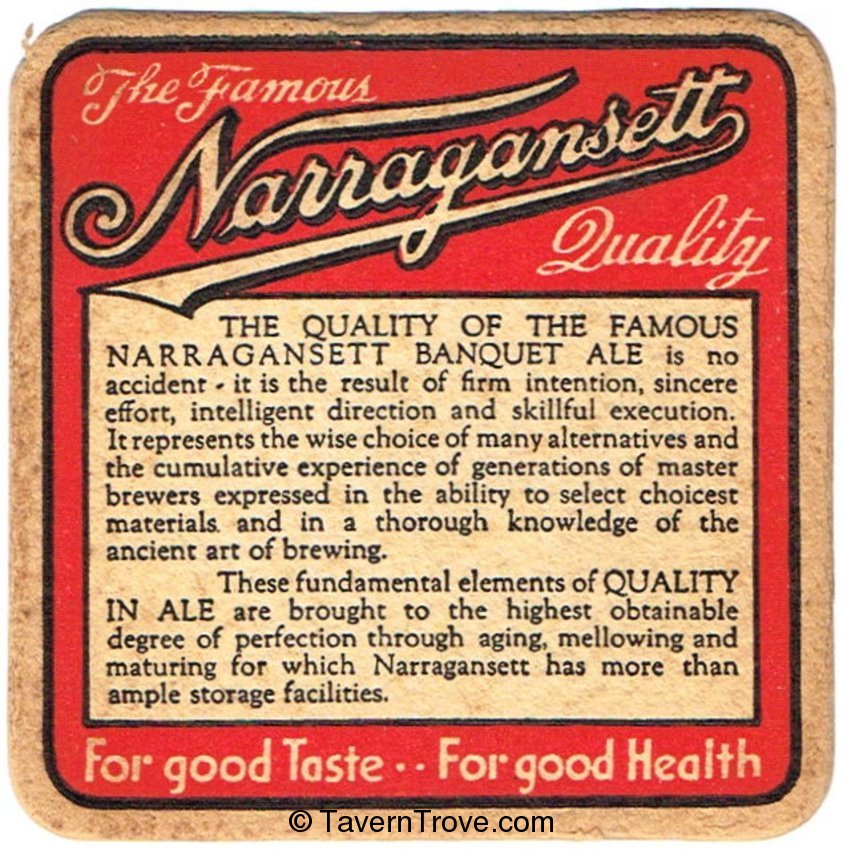 The Famous
Narragansett
Quality
THE QUALITY OF THE FAMOUS
NARRAGANSETT BANQUET ALE is no
accident - it is the result of firm intention, sincere
effort, intelligent direction and skillful execution.
It represents the wise choice of many alternatives and
the cumulative experience of generations of master
brewers expressed in the ability to select choicest
materials and in a thorough knowledge of the
ancient art of brewing.
These fundamental elements of QUALITY
IN ALE are brought to the highest obtainable
degree of perfection through aging, mellowing and
maturing for which Narragansett has more than
ample storage facilities.
For good Taste .. For good Health
© TavernTrove.com